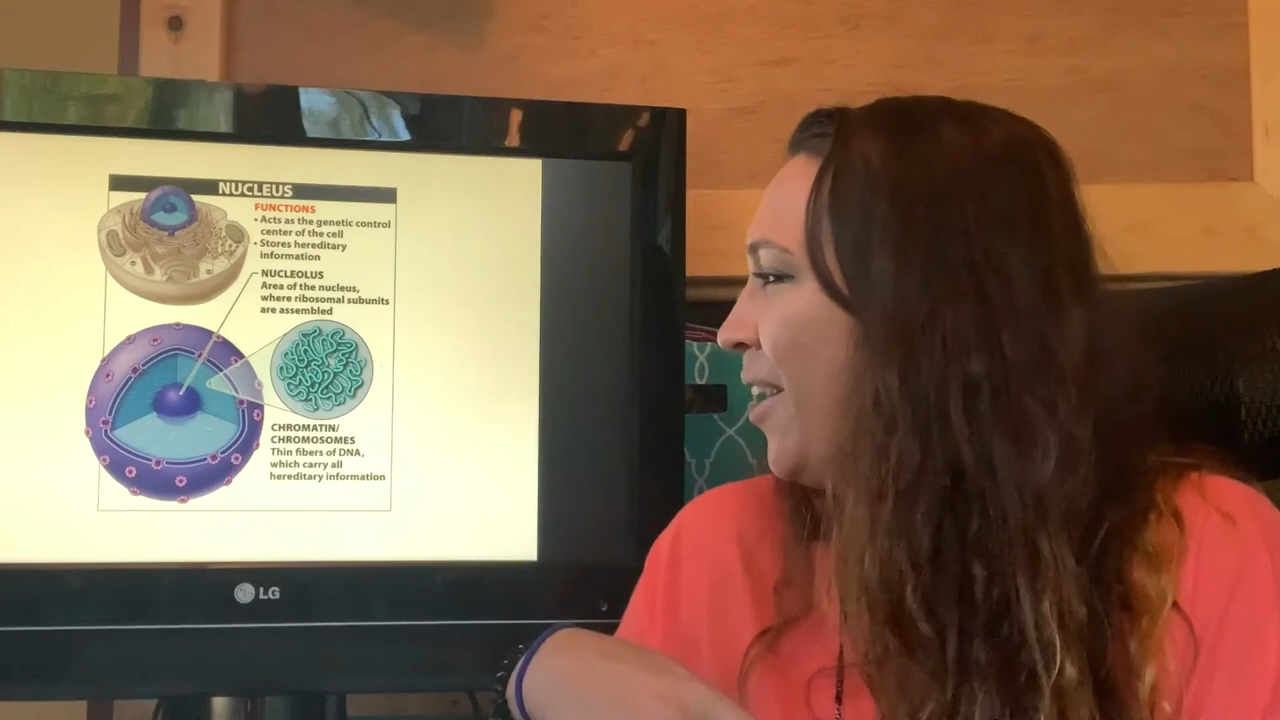 NUCLEUS
FUNCTIONS
• Acts as the genetic control
center of the cell
• Stores hereditary
information
NUCLEOLUS
Area of the nucleus,
where ribosomal subunits
are assembled
CHROMATIN/
CHROMOSOMES
Thin fibers of DNA,
which carry all
hereditary information
LG